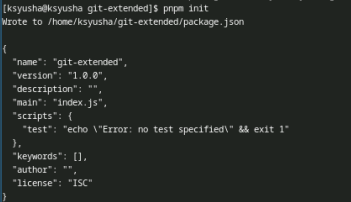 [ksyusha@ksyusha git-extended]$ pnpm init
Wrote to /home/ksyusha/git-extended/package.json

{
  "name": "git-extended",
  "version": "1.0.0",
  "description": "",
  "main": "index.js",
  "scripts": {
    "test": "echo \"Error: no test specified\" && exit 1"
  },
  "keywords": [],
  "author": "",
  "license": "ISC"
}